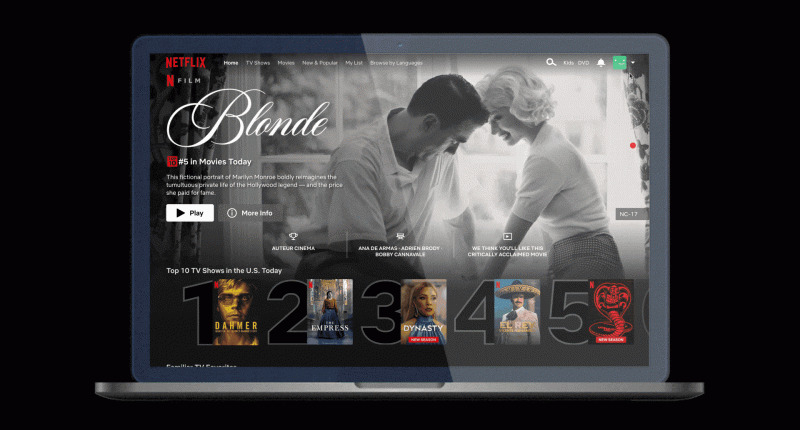 NETFLIX Home TV Shows Movies New & Popular My List Browse by Languages Kids DVD
N FILM
Blonde
TOP 10 #5 in Movies Today
This fictional portrait of Marilyn Monroe boldly reimagines the
tumultuous private life of the Hollywood legend — and the price
she paid for fame.
Play More Info
NC-17
AUTEUR CINEMA
ANA DE ARMAS · ADRIEN BRODY ·
BOBBY CANNAVALE
WE THINK YOU'LL LIKE THIS
CRITICALLY ACCLAIMED MOVIE
Top 10 TV Shows in the U.S. Today
1 2 3 4 5
N
DAHMER
THE
EMPRESS
DYNASTY
NEW SEASON
EL REY
N
NEW SEASON
Familiar TV Favorites